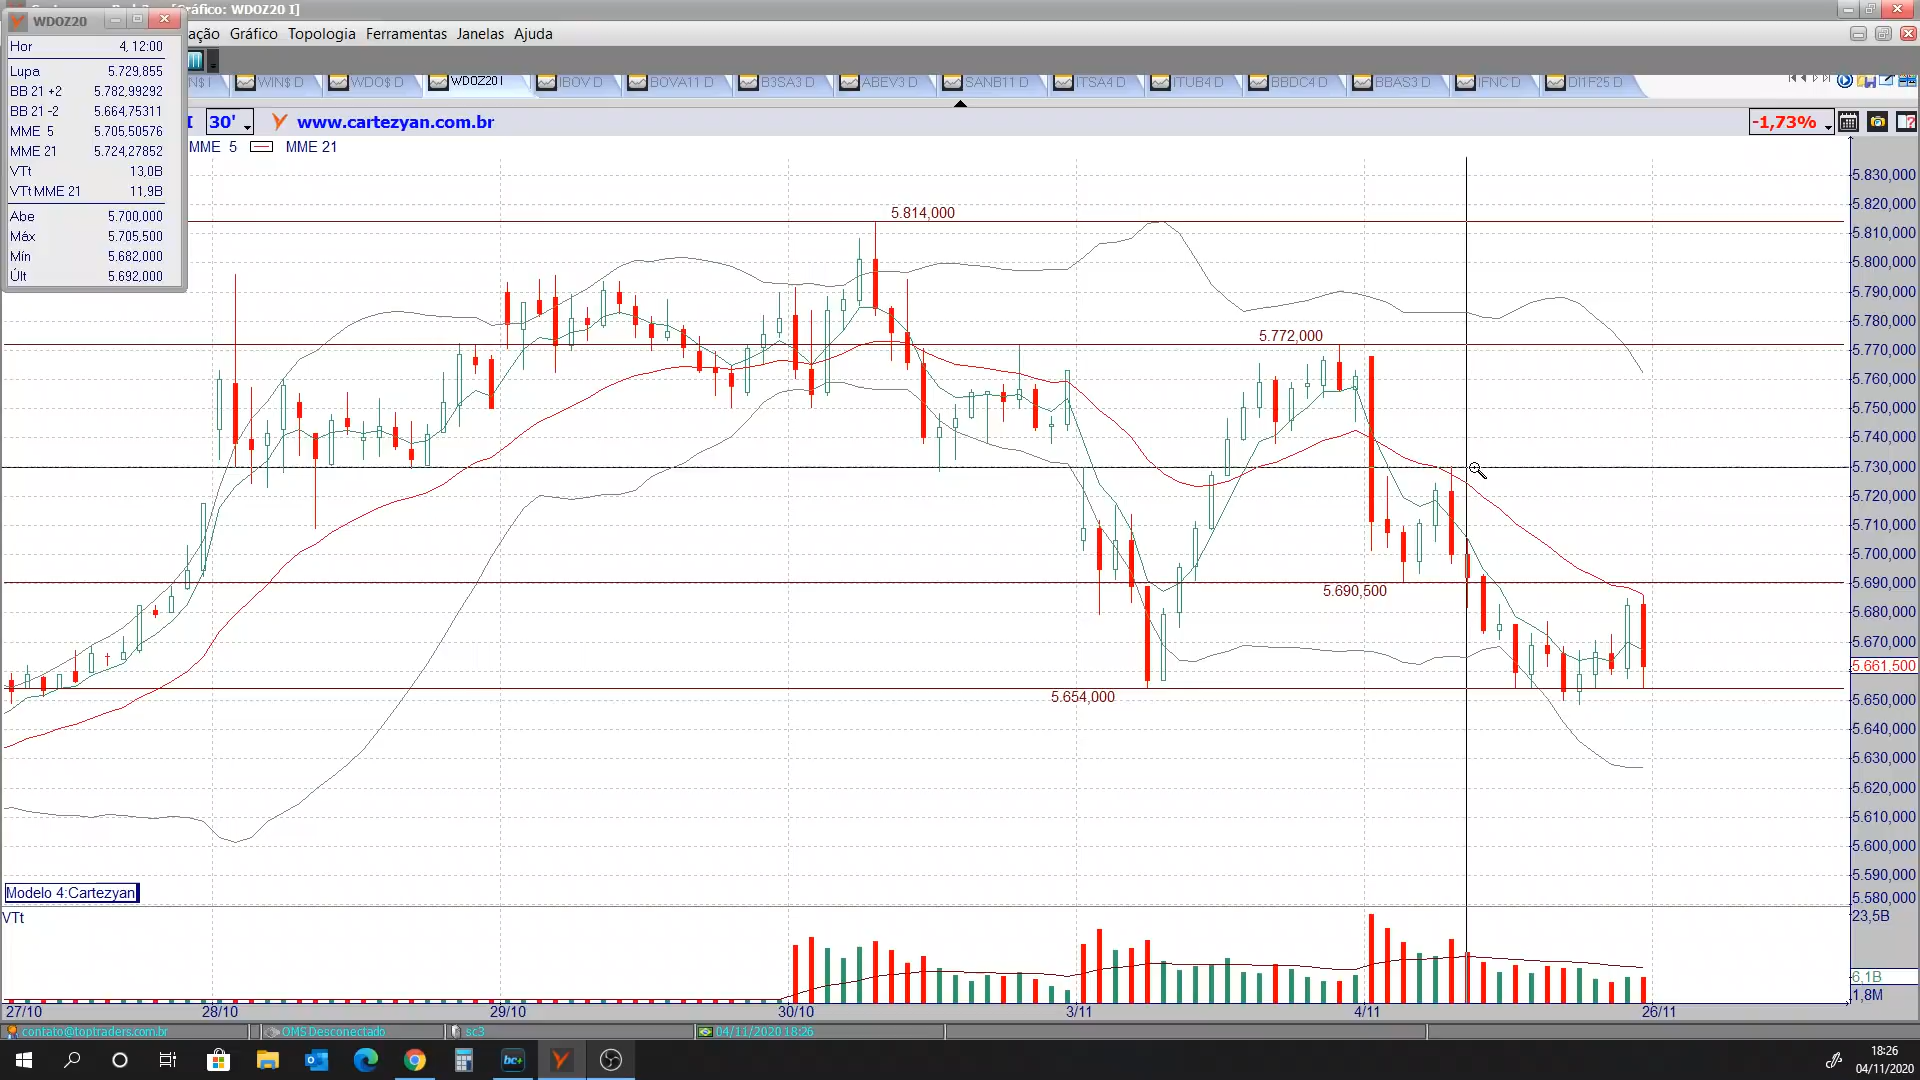 [Gráfico: WDOZ20 I]
WDOZ20
ação Gráfico Topologia Ferramentas Janelas Ajuda
Hor 4, 12:00
Lupa 5.729,855
BB 21 +2 5.782,99292
BB 21 -2 5.664,75311
MME 5 5.705,50576
MME 21 5.724,27852
VTt 13,0B
VTt MME 21 11,9B
Abe 5.700,000
Máx 5.705,500
Mín 5.682,000
Últ 5.692,000
N$ I WIN$ D WDO$ D WDOZ20 I IBOV D BOVA11 D B3SA3 D ABEV3 D SANB11 D ITSA4 D ITUB4 D BBDC4 D BBAS3 D IFNC D DI1F25 D
I 30' www.cartezyan.com.br -1,73%
MME 5 MME 21
5.830,000
5.820,000
5.814,000
5.810,000
5.800,000
5.790,000
5.780,000
5.770,000
5.772,000
5.760,000
5.750,000
5.740,000
5.730,000
5.720,000
5.710,000
5.700,000
5.690,000
5.690,500
5.680,000
5.670,000
5.661,500
5.654,000
5.650,000
5.640,000
5.630,000
5.620,000
5.610,000
5.600,000
5.590,000
5.580,000
Modelo 4:Cartezyan
VTt
23,5B
6,1B
1,8M
27/10 28/10 29/10 30/10 3/11 4/11 26/11
contato@toptraders.com.br OMS Desconectado sc3 04/11/2020 18:26
bc+
18:26
04/11/2020